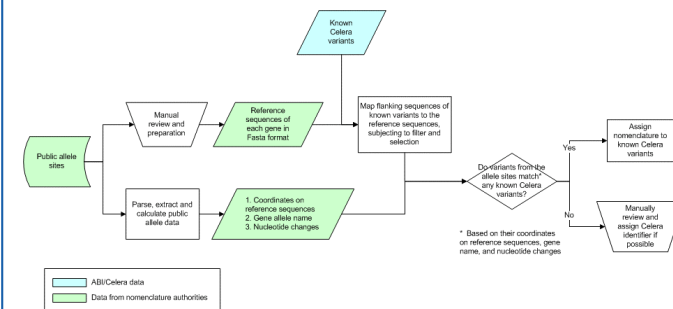 Known
Celera
variants
Manual
review and
preparation
Reference
sequences of
each gene in
Fasta format
Map flanking sequences of
known variants to the
reference sequences,
subjecting to filter and
selection
Public allele
sites
Parse, extract and
calculate public
allele data
1. Coordinates on
reference sequences
2. Gene allele name
3. Nucleotide changes
Do variants from the
allele sites match*
any known Celera
variants?
Yes
Assign
nomenclature to
known Celera
variants
No
Manually
review and
assign Celera
identifier if
possible
* Based on their coordinates
on reference sequences, gene
name, and nucleotide changes
ABI/Celera data
Data from nomenclature authorities